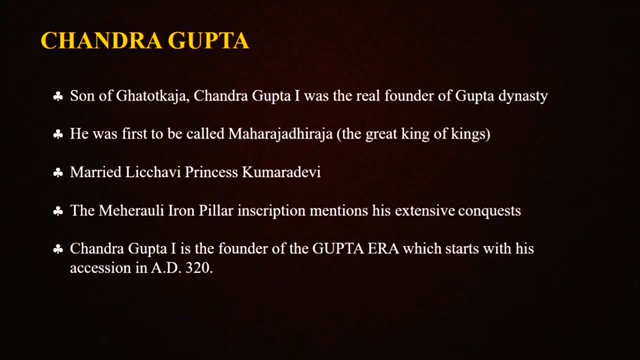 CHANDRA GUPTA
♣ Son of Ghatotkaja, Chandra Gupta I was the real founder of Gupta dynasty
♣ He was first to be called Maharajadhiraja (the great king of kings)
♣ Married Licchavi Princess Kumaradevi
♣ The Meherauli Iron Pillar inscription mentions his extensive conquests
♣ Chandra Gupta I is the founder of the GUPTA ERA which starts with his
accession in A.D. 320.